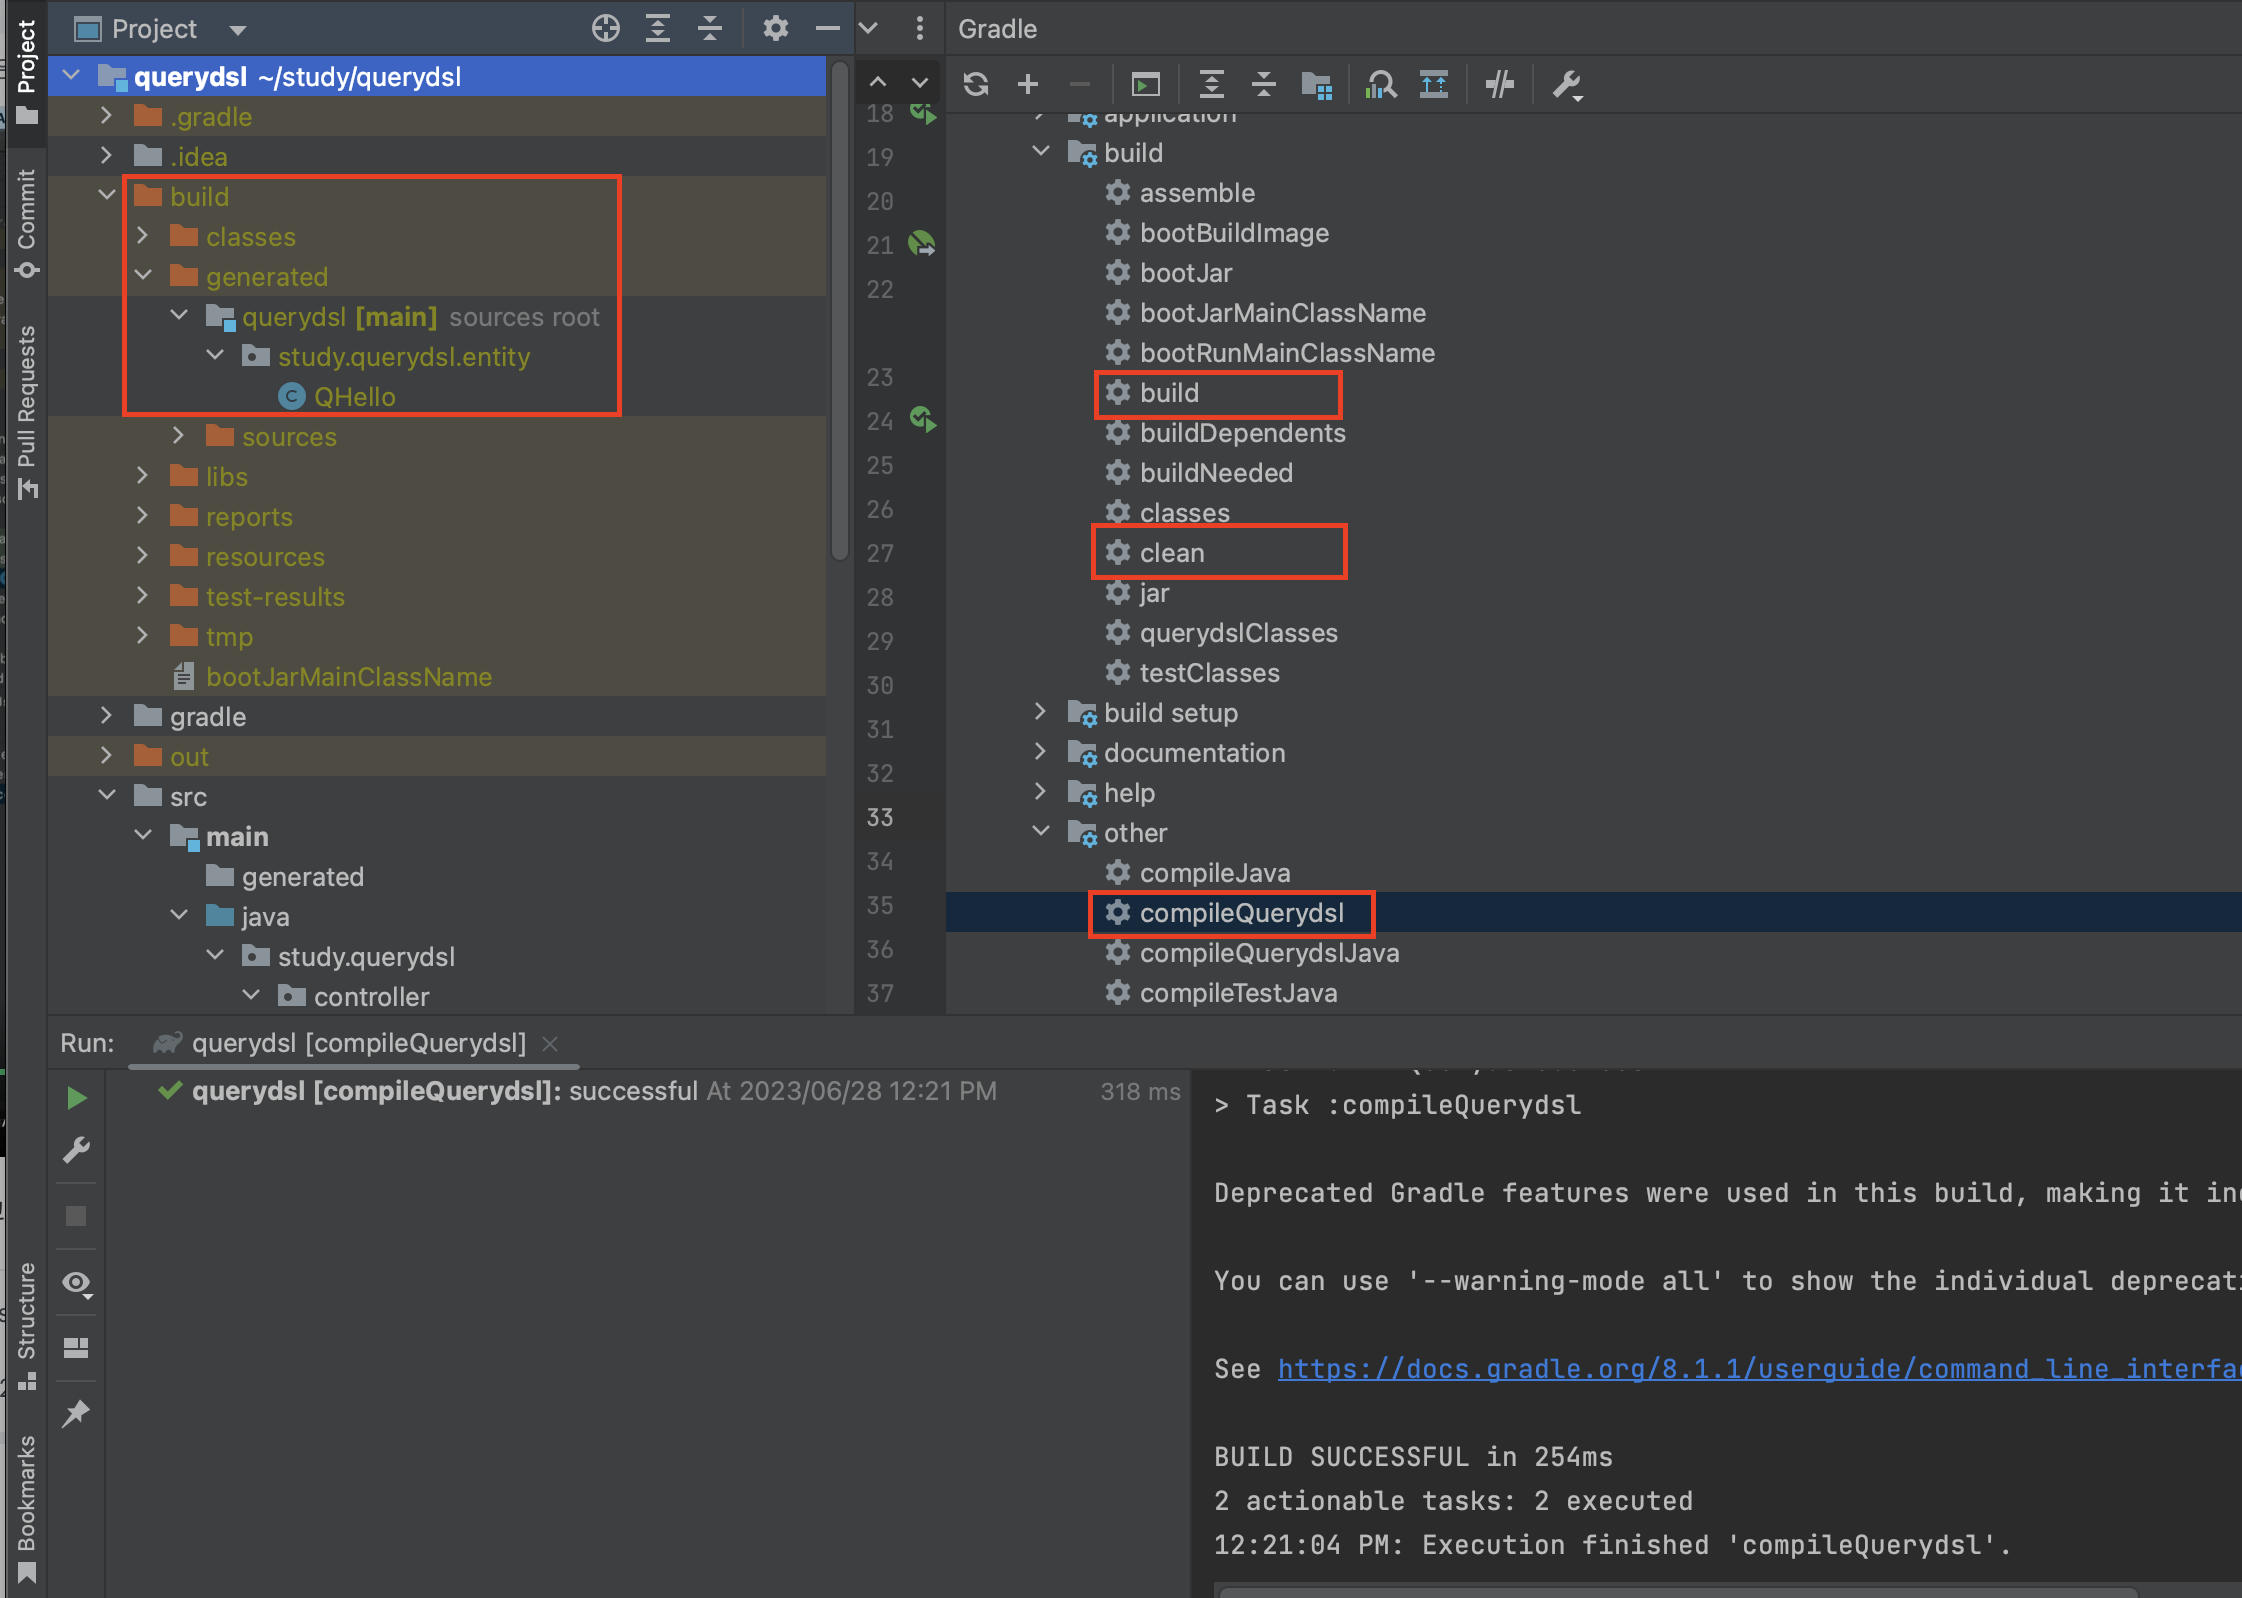 Project
Commit
Pull Requests
Structure
Bookmarks
Project
querydsl ~/study/querydsl
.gradle
.idea
build
classes
generated
querydsl [main] sources root
study.querydsl.entity
QHello
sources
libs
reports
resources
test-results
tmp
bootJarMainClassName
gradle
out
src
main
generated
java
study.querydsl
controller
18
19
20
21
22
23
24
25
26
27
28
29
30
31
32
33
34
35
36
37
Gradle
application
build
assemble
bootBuildImage
bootJar
bootJarMainClassName
bootRunMainClassName
build
buildDependents
buildNeeded
classes
clean
jar
querydslClasses
testClasses
build setup
documentation
help
other
compileJava
compileQuerydsl
compileQuerydslJava
compileTestJava
Run: querydsl [compileQuerydsl]
querydsl [compileQuerydsl]: successful At 2023/06/28 12:21 PM 318 ms
> Task :compileQuerydsl
Deprecated Gradle features were used in this build, making it
You can use '--warning-mode all' to show the individual
See https://docs.gradle.org/8.1.1/userguide/command_line_interfa
BUILD SUCCESSFUL in 254ms
2 actionable tasks: 2 executed
12:21:04 PM: Execution finished 'compileQuerydsl'.